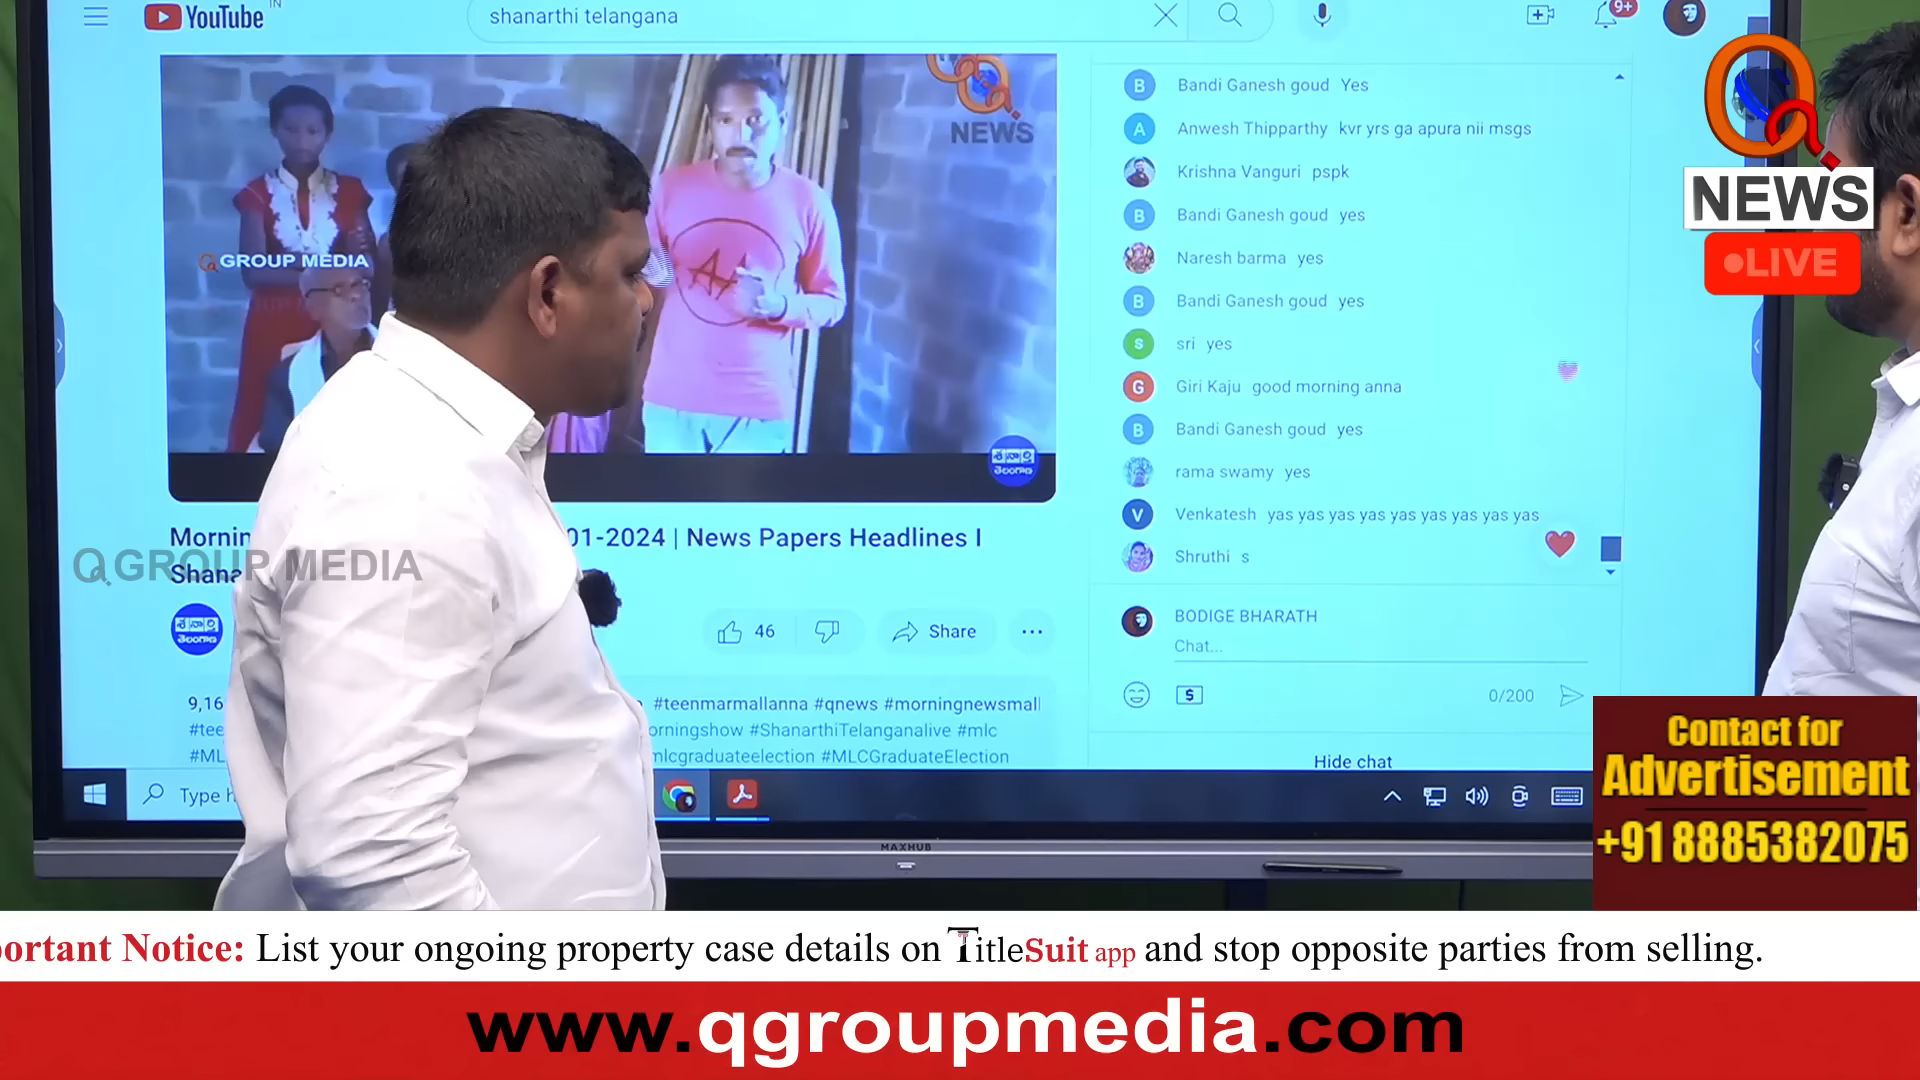 YouTube IN
shanarthi telangana
9+
NEWS
GROUP MEDIA
శనార్తి
తెలంగాణ
Bandi Ganesh goud Yes
Anwesh Thipparthy kvr yrs ga apura nii msgs
Krishna Vanguri pspk
Bandi Ganesh goud yes
Naresh barma yes
Bandi Ganesh goud yes
sri yes
Giri Kaju good morning anna
Bandi Ganesh goud yes
rama swamy yes
Venkatesh yas yas yas yas yas yas yas yas yas
Shruthi s
BODIGE BHARATH
Chat...
0/200
Hide chat
NEWS
LIVE
Mornin 01-2024 | News Papers Headlines I
Shana
Q GROUP MEDIA
శనార్తి
తెలంగాణ
46
Share
9,16 #teenmarmallanna #qnews #morningnewsmall
#tee orningshow #ShanarthiTelanganalive #mlc
#ML mlcgraduateelection #MLCGraduateElection
Type h
MAXHUB
Contact for
Advertisement
+91 8885382075
portant Notice: List your ongoing property case details on TitleSuit app and stop opposite parties from selling.
www.qgroupmedia.com